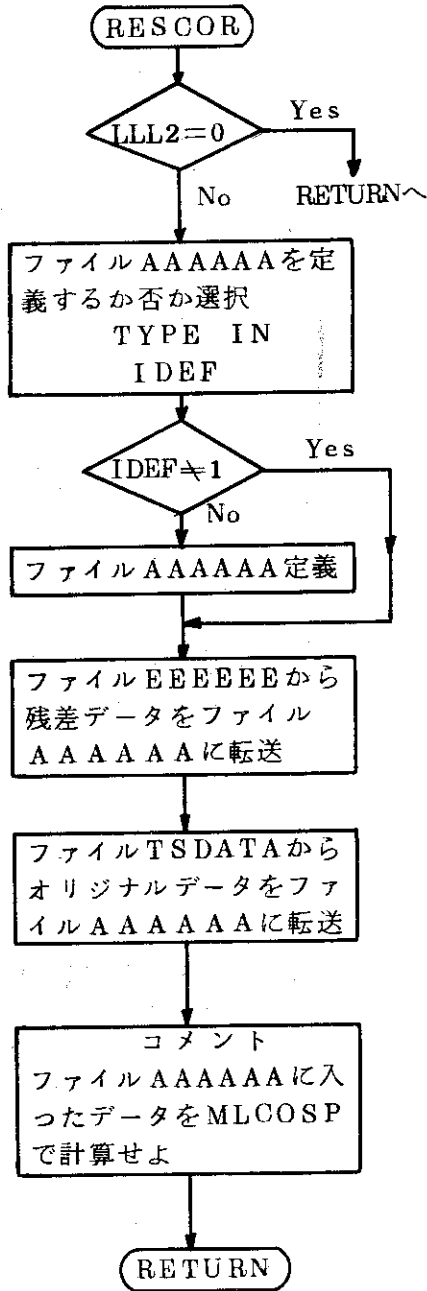 RESCOR
LLL2=0
Yes
No
RETURNへ
ファイルAAAAAAを定
義するか否か選択
TYPE IN
IDEF
IDEF≠1
Yes
No
ファイルAAAAAA定義
ファイルEEEEEEから
残差データをファイル
AAAAAAに転送
ファイルTSDATAから
オリジナルデータをファ
イルAAAAAAに転送
コメント
ファイルAAAAAAに入
ったデータをMLCOSP
で計算せよ
RETURN